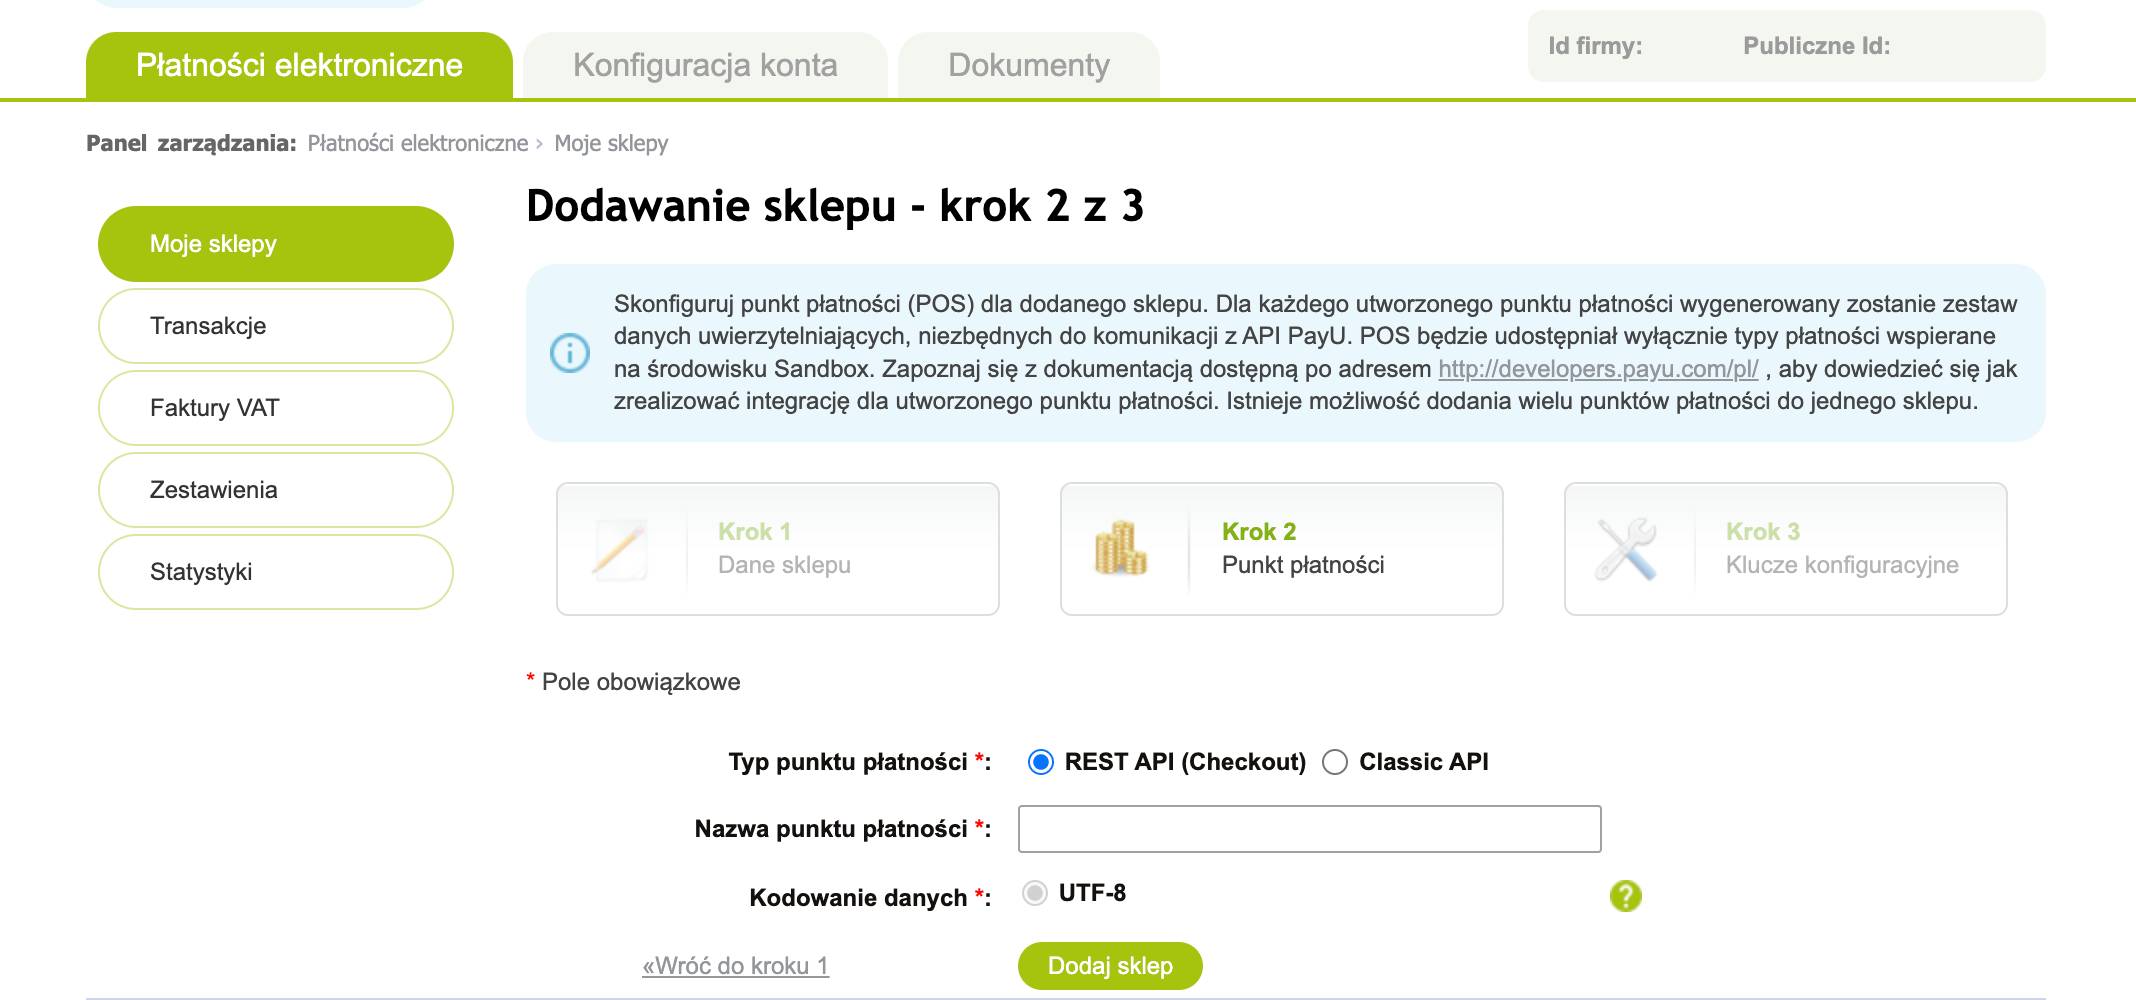 Płatności elektroniczne
Konfiguracja konta
Dokumenty
Id firmy:
Publiczne Id:
Panel zarządzania: Płatności elektroniczne › Moje sklepy
Moje sklepy
Transakcje
Faktury VAT
Zestawienia
Statystyki
Dodawanie sklepu - krok 2 z 3
Skonfiguruj punkt płatności (POS) dla dodanego sklepu. Dla każdego utworzonego punktu płatności wygenerowany zostanie zestaw
danych uwierzytelniających, niezbędnych do komunikacji z API PayU. POS będzie udostępniał wyłącznie typy płatności wspierane
na środowisku Sandbox. Zapoznaj się z dokumentacją dostępną po adresem http://developers.payu.com/pl/ , aby dowiedzieć się jak
zrealizować integrację dla utworzonego punktu płatności. Istnieje możliwość dodania wielu punktów płatności do jednego sklepu.
Krok 1
Dane sklepu
Krok 2
Punkt płatności
Krok 3
Klucze konfiguracyjne
* Pole obowiązkowe
Typ punktu płatności *: REST API (Checkout) Classic API
Nazwa punktu płatności *:
Kodowanie danych *: UTF-8
?
«Wróć do kroku 1
Dodaj sklep